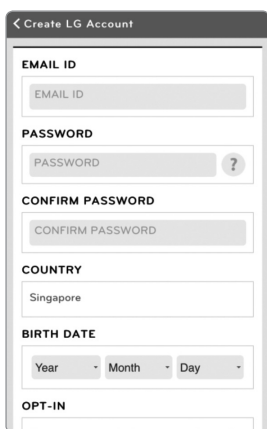 Create LG Account
EMAIL ID
EMAIL ID
PASSWORD
PASSWORD ?
CONFIRM PASSWORD
CONFIRM PASSWORD
COUNTRY
Singapore
BIRTH DATE
Year Month Day
OPT-IN